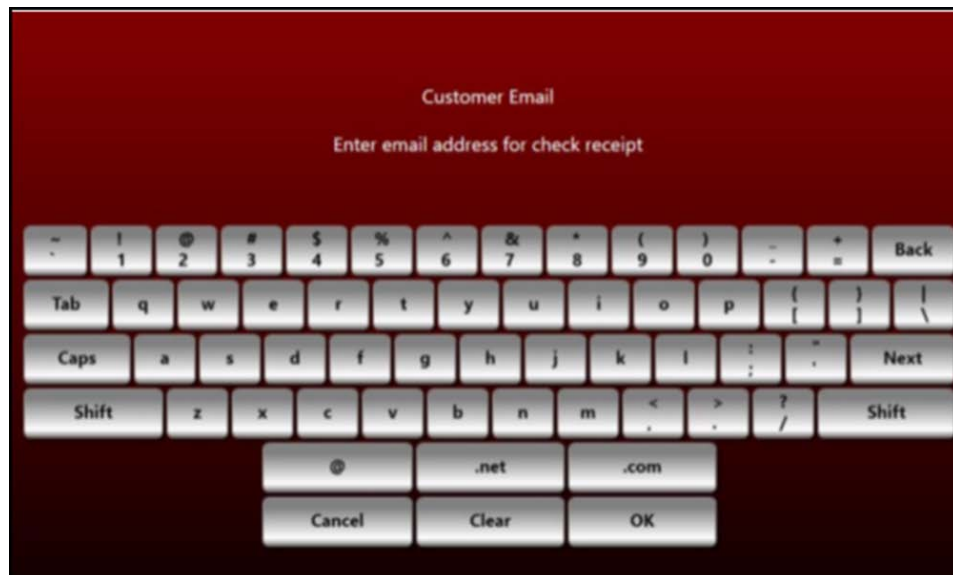 Customer Email
Enter email address for check receipt
~ ! @ # $ % ^ & * ( ) _ +
` 1 2 3 4 5 6 7 8 9 0 - = Back
Tab q w e r t y u i o p { [ } ] | \
Caps a s d f g h j k l : ; " ' Next
Shift z x c v b n m < , > . ? / Shift
@ .net .com
Cancel Clear OK